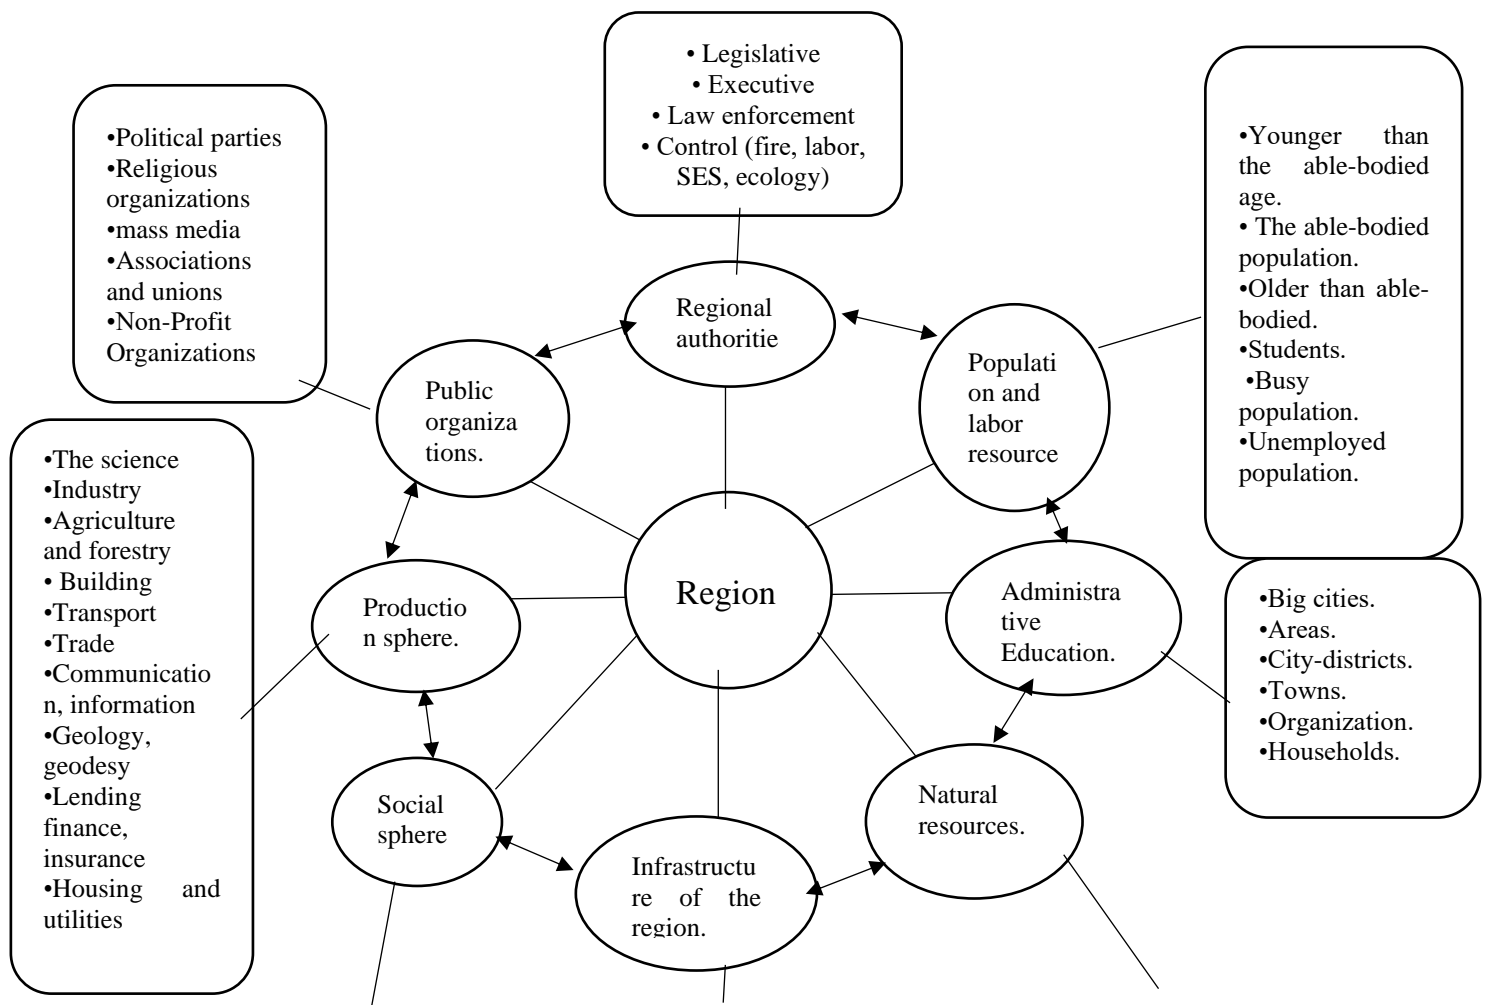 • Legislative
• Executive
• Law enforcement
• Control (fire, labor,
SES, ecology)
•Political parties
•Religious
organizations
•mass media
•Associations
and unions
•Non-Profit
Organizations
•Younger than
the able-bodied
age.
• The able-bodied
population.
•Older than able-
bodied.
•Students.
•Busy
population.
•Unemployed
population.
Regional
authoritie
Public
organiza
tions.
Populati
on and
labor
resource
•The science
•Industry
•Agriculture
and forestry
• Building
•Transport
•Trade
•Communicatio
n, information
•Geology,
geodesy
•Lending
finance,
insurance
•Housing and
utilities
Productio
n sphere.
Region
Administra
tive
Education.
•Big cities.
•Areas.
•City-districts.
•Towns.
•Organization.
•Households.
Social
sphere
Infrastructu
re of the
region.
Natural
resources.